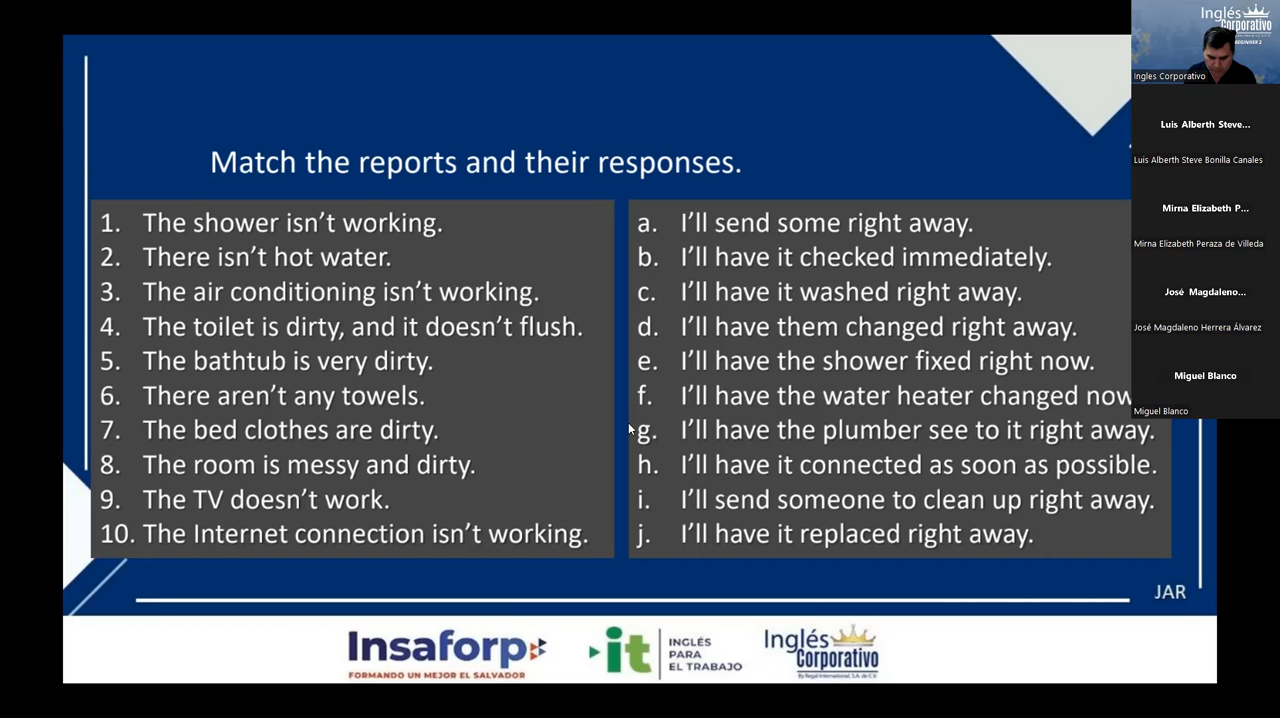 Match the reports and their responses.
1. The shower isn't working.
2. There isn't hot water.
3. The air conditioning isn't working.
4. The toilet is dirty, and it doesn't flush.
5. The bathtub is very dirty.
6. There aren't any towels.
7. The bed clothes are dirty.
8. The room is messy and dirty.
9. The TV doesn't work.
10. The Internet connection isn't working.
a. I'll send some right away.
b. I'll have it checked immediately.
c. I'll have it washed right away.
d. I'll have them changed right away.
e. I'll have the shower fixed right now.
f. I'll have the water heater changed now
g. I'll have the plumber see to it right away.
h. I'll have it connected as soon as possible.
i. I'll send someone to clean up right away.
j. I'll have it replaced right away.
JAR
Insaforp
FORMANDO UN MEJOR EL SALVADOR
it
INGLÉS
PARA
EL TRABAJO
Inglés
Corporativo
By Regal International, S.A. de C.V.
Inglés
Corporativo
BEGINNER 2
Ingles Corporativo
Luis Alberth Steve...
Luis Alberth Steve Bonilla Canales
Mirna Elizabeth P...
Mirna Elizabeth Peraza de Villeda
José Magdaleno...
José Magdaleno Herrera Álvarez
Miguel Blanco
Miguel Blanco